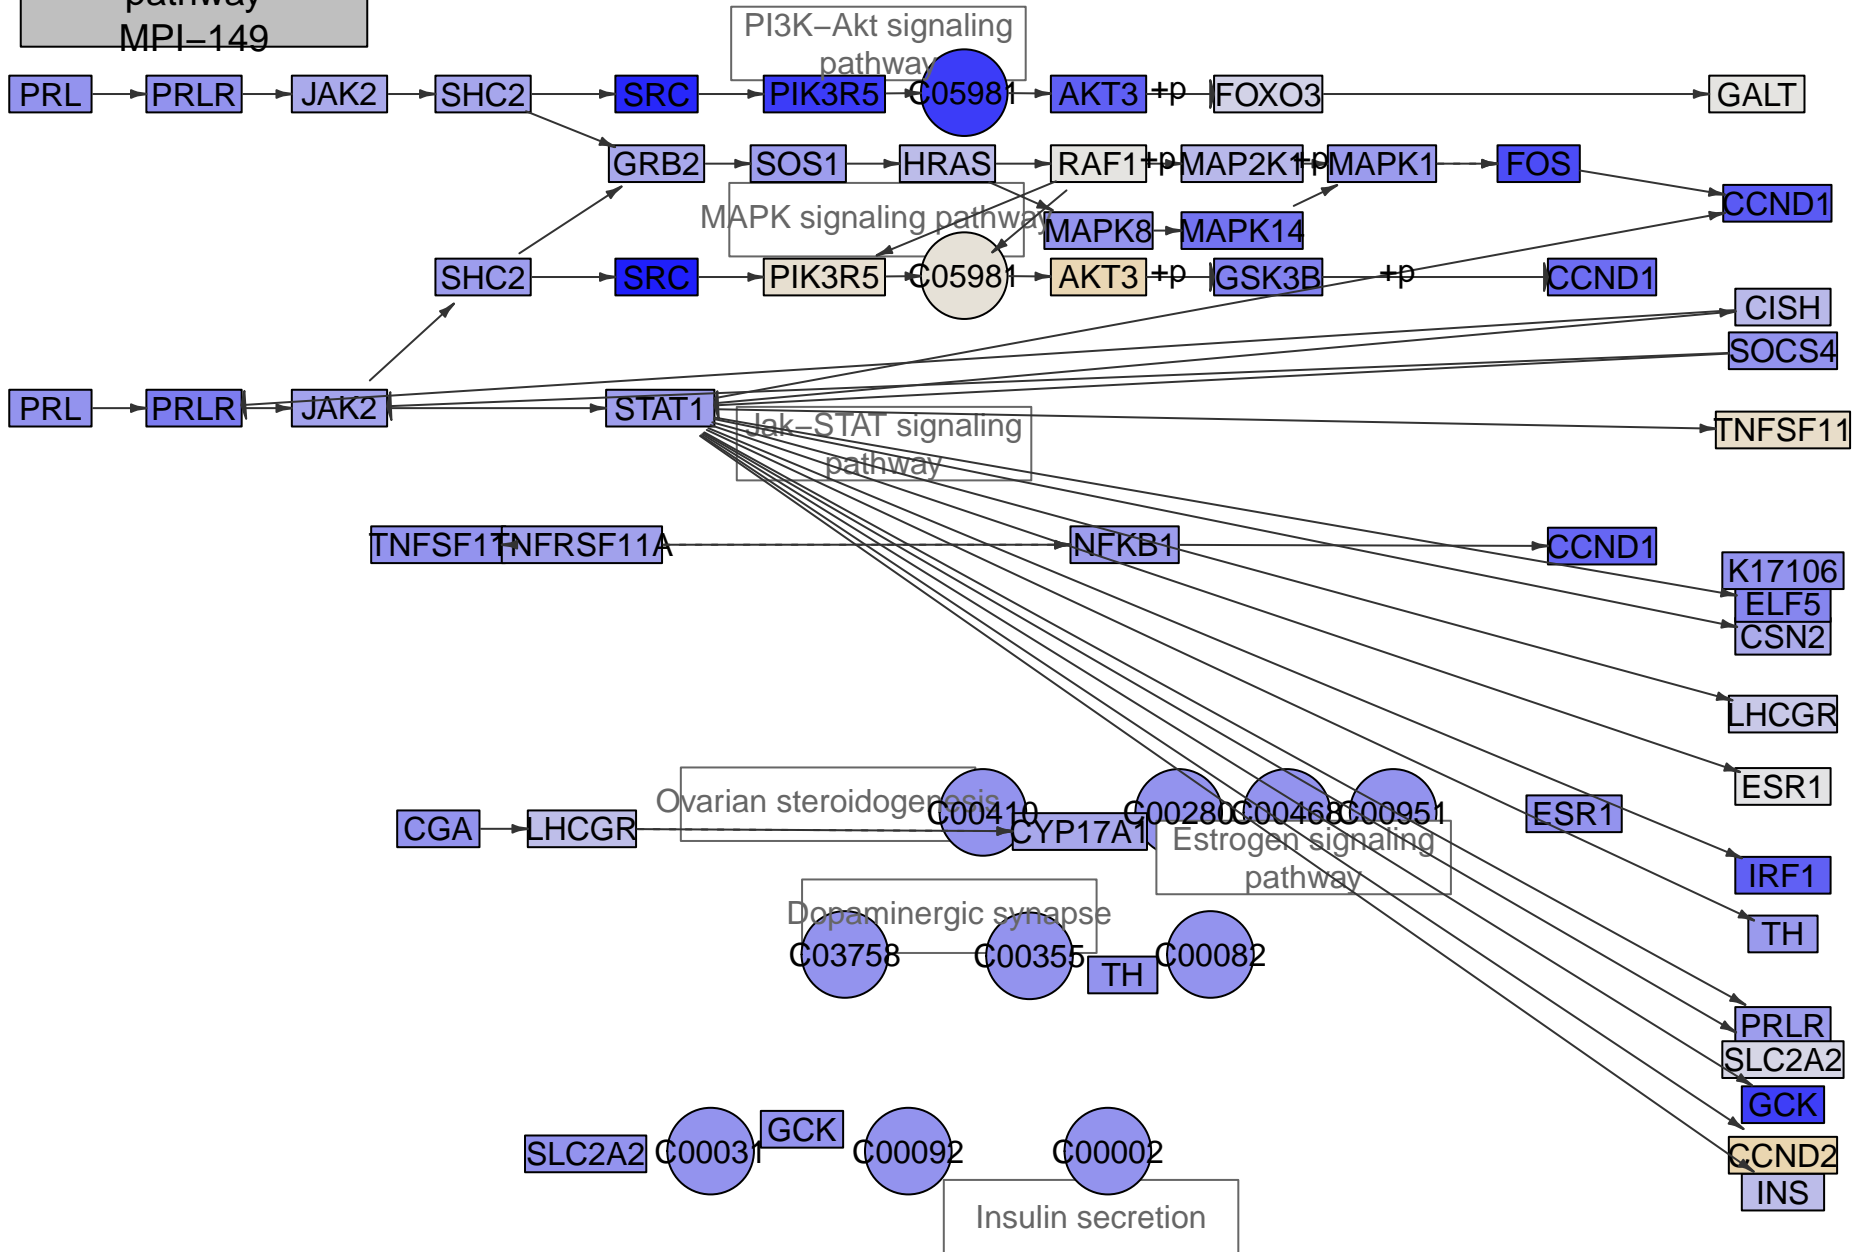 pathway
MPI–149
PI3K–Akt signaling
pathway
PRL
PRLR
JAK2
SHC2
SRC
PIK3R5
C05981
AKT3
+p
FOXO3
GALT
GRB2
SOS1
HRAS
RAF1
+p
MAP2K1
+p
MAPK1
FOS
CCND1
MAPK signaling pathway
MAPK8
MAPK14
SHC2
SRC
PIK3R5
C05981
AKT3
+p
GSK3B
+p
CCND1
CISH
SOCS4
PRL
PRLR
JAK2
STAT1
Jak–STAT signaling
pathway
TNFSF11
TNFSF11
TNFRSF11A
NFKB1
CCND1
K17106
ELF5
CSN2
LHCGR
ESR1
Ovarian steroidogenesis
C00410
C00280
C00468
C00951
ESR1
CGA
LHCGR
CYP17A1
Estrogen signaling
pathway
IRF1
Dopaminergic synapse
TH
C03758
C00355
TH
C00082
PRLR
SLC2A2
GCK
GCK
SLC2A2
C00031
C00092
C00002
CCND2
INS
Insulin secretion